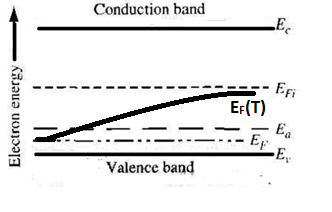 Conduction band
E_c
Electron energy
E_Fi
E_F(T)
E_a
E_F
Valence band
E_v